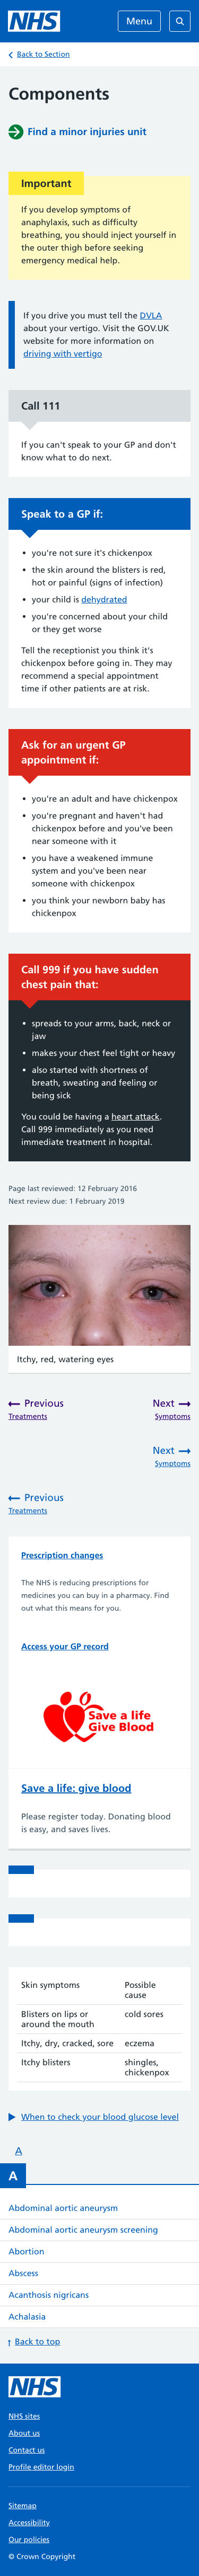 NHS
Menu
Back to Section
Components
Find a minor injuries unit
Important
If you develop symptoms of
anaphylaxis, such as difficulty
breathing, you should inject yourself in
the outer thigh before seeking
emergency medical help.
If you drive you must tell the DVLA
about your vertigo. Visit the GOV.UK
website for more information on
driving with vertigo
Call 111
If you can't speak to your GP and don't
know what to do next.
Speak to a GP if:
• you're not sure it's chickenpox
• the skin around the blisters is red,
hot or painful (signs of infection)
• your child is dehydrated
• you're concerned about your child
or they get worse
Tell the receptionist you think it's
chickenpox before going in. They may
recommend a special appointment
time if other patients are at risk.
Ask for an urgent GP
appointment if:
• you're an adult and have chickenpox
• you're pregnant and haven't had
chickenpox before and you've been
near someone with it
• you have a weakened immune
system and you've been near
someone with chickenpox
• you think your newborn baby has
chickenpox
Call 999 if you have sudden
chest pain that:
• spreads to your arms, back, neck or
jaw
• makes your chest feel tight or heavy
• also started with shortness of
breath, sweating and feeling or
being sick
You could be having a heart attack.
Call 999 immediately as you need
immediate treatment in hospital.
Page last reviewed: 12 February 2016
Next review due: 1 February 2019
Itchy, red, watering eyes
Previous
Treatments
Next
Symptoms
Next
Symptoms
Previous
Treatments
Prescription changes
The NHS is reducing prescriptions for
medicines you can buy in a pharmacy. Find
out what this means for you.
Access your GP record
Save a life
Give Blood
Save a life: give blood
Please register today. Donating blood
is easy, and saves lives.
Skin symptoms Possible
cause
Blisters on lips or cold sores
around the mouth
Itchy, dry, cracked, sore eczema
Itchy blisters shingles,
chickenpox
When to check your blood glucose level
A
A
Abdominal aortic aneurysm
Abdominal aortic aneurysm screening
Abortion
Abscess
Acanthosis nigricans
Achalasia
Back to top
NHS
NHS sites
About us
Contact us
Profile editor login
Sitemap
Accessibility
Our policies
© Crown Copyright